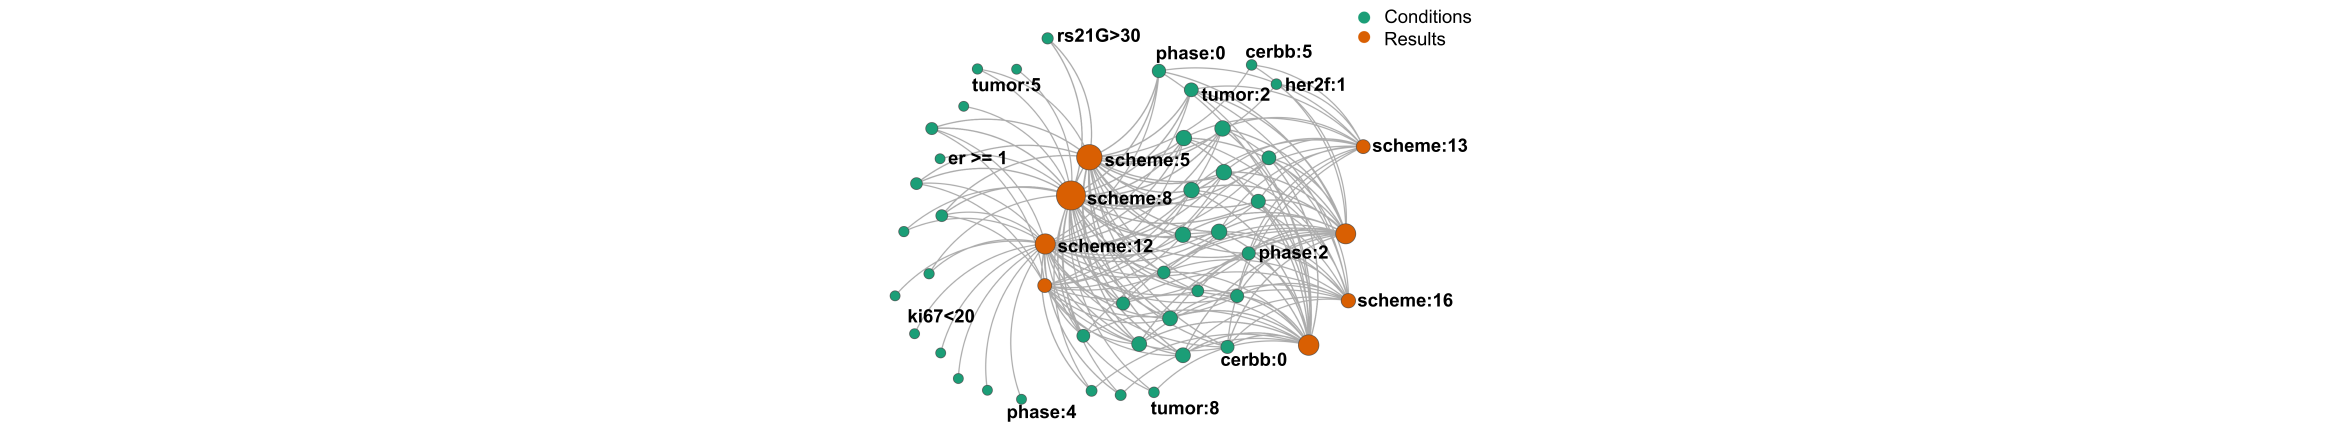 Conditions
Results
rs21G>30
phase:0
cerbb:5
tumor:5
tumor:2
her2f:1
er >= 1
scheme:5
scheme:13
scheme:8
scheme:12
phase:2
ki67<20
scheme:16
cerbb:0
phase:4
tumor:8